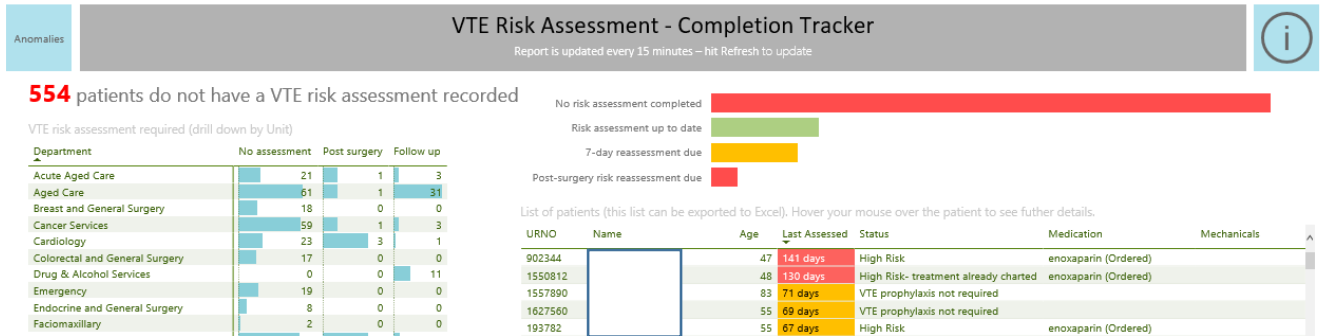 Anomalies
VTE Risk Assessment - Completion Tracker
Report is updated every 15 minutes – hit Refresh to update
i
554 patients do not have a VTE risk assessment recorded
VTE risk assessment required (drill down by Unit)
Department No assessment Post surgery Follow up
Acute Aged Care 21 1 3
Aged Care 61 1 31
Breast and General Surgery 18 0 0
Cancer Services 59 1 3
Cardiology 23 3 1
Colorectal and General Surgery 17 0 0
Drug & Alcohol Services 0 0 11
Emergency 19 0 0
Endocrine and General Surgery 8 0 0
Faciomaxillary 2 0 0
No risk assessment completed
Risk assessment up to date
7-day reassessment due
Post-surgery risk reassessment due
List of patients (this list can be exported to Excel). Hover your mouse over the patient to see futher details.
URNO Name Age Last Assessed Status Medication Mechanicals
902344 47 141 days High Risk enoxaparin (Ordered)
1550812 48 130 days High Risk- treatment already charted enoxaparin (Ordered)
1557890 83 71 days VTE prophylaxis not required
1627560 55 69 days VTE prophylaxis not required
193782 55 67 days High Risk enoxaparin (Ordered)